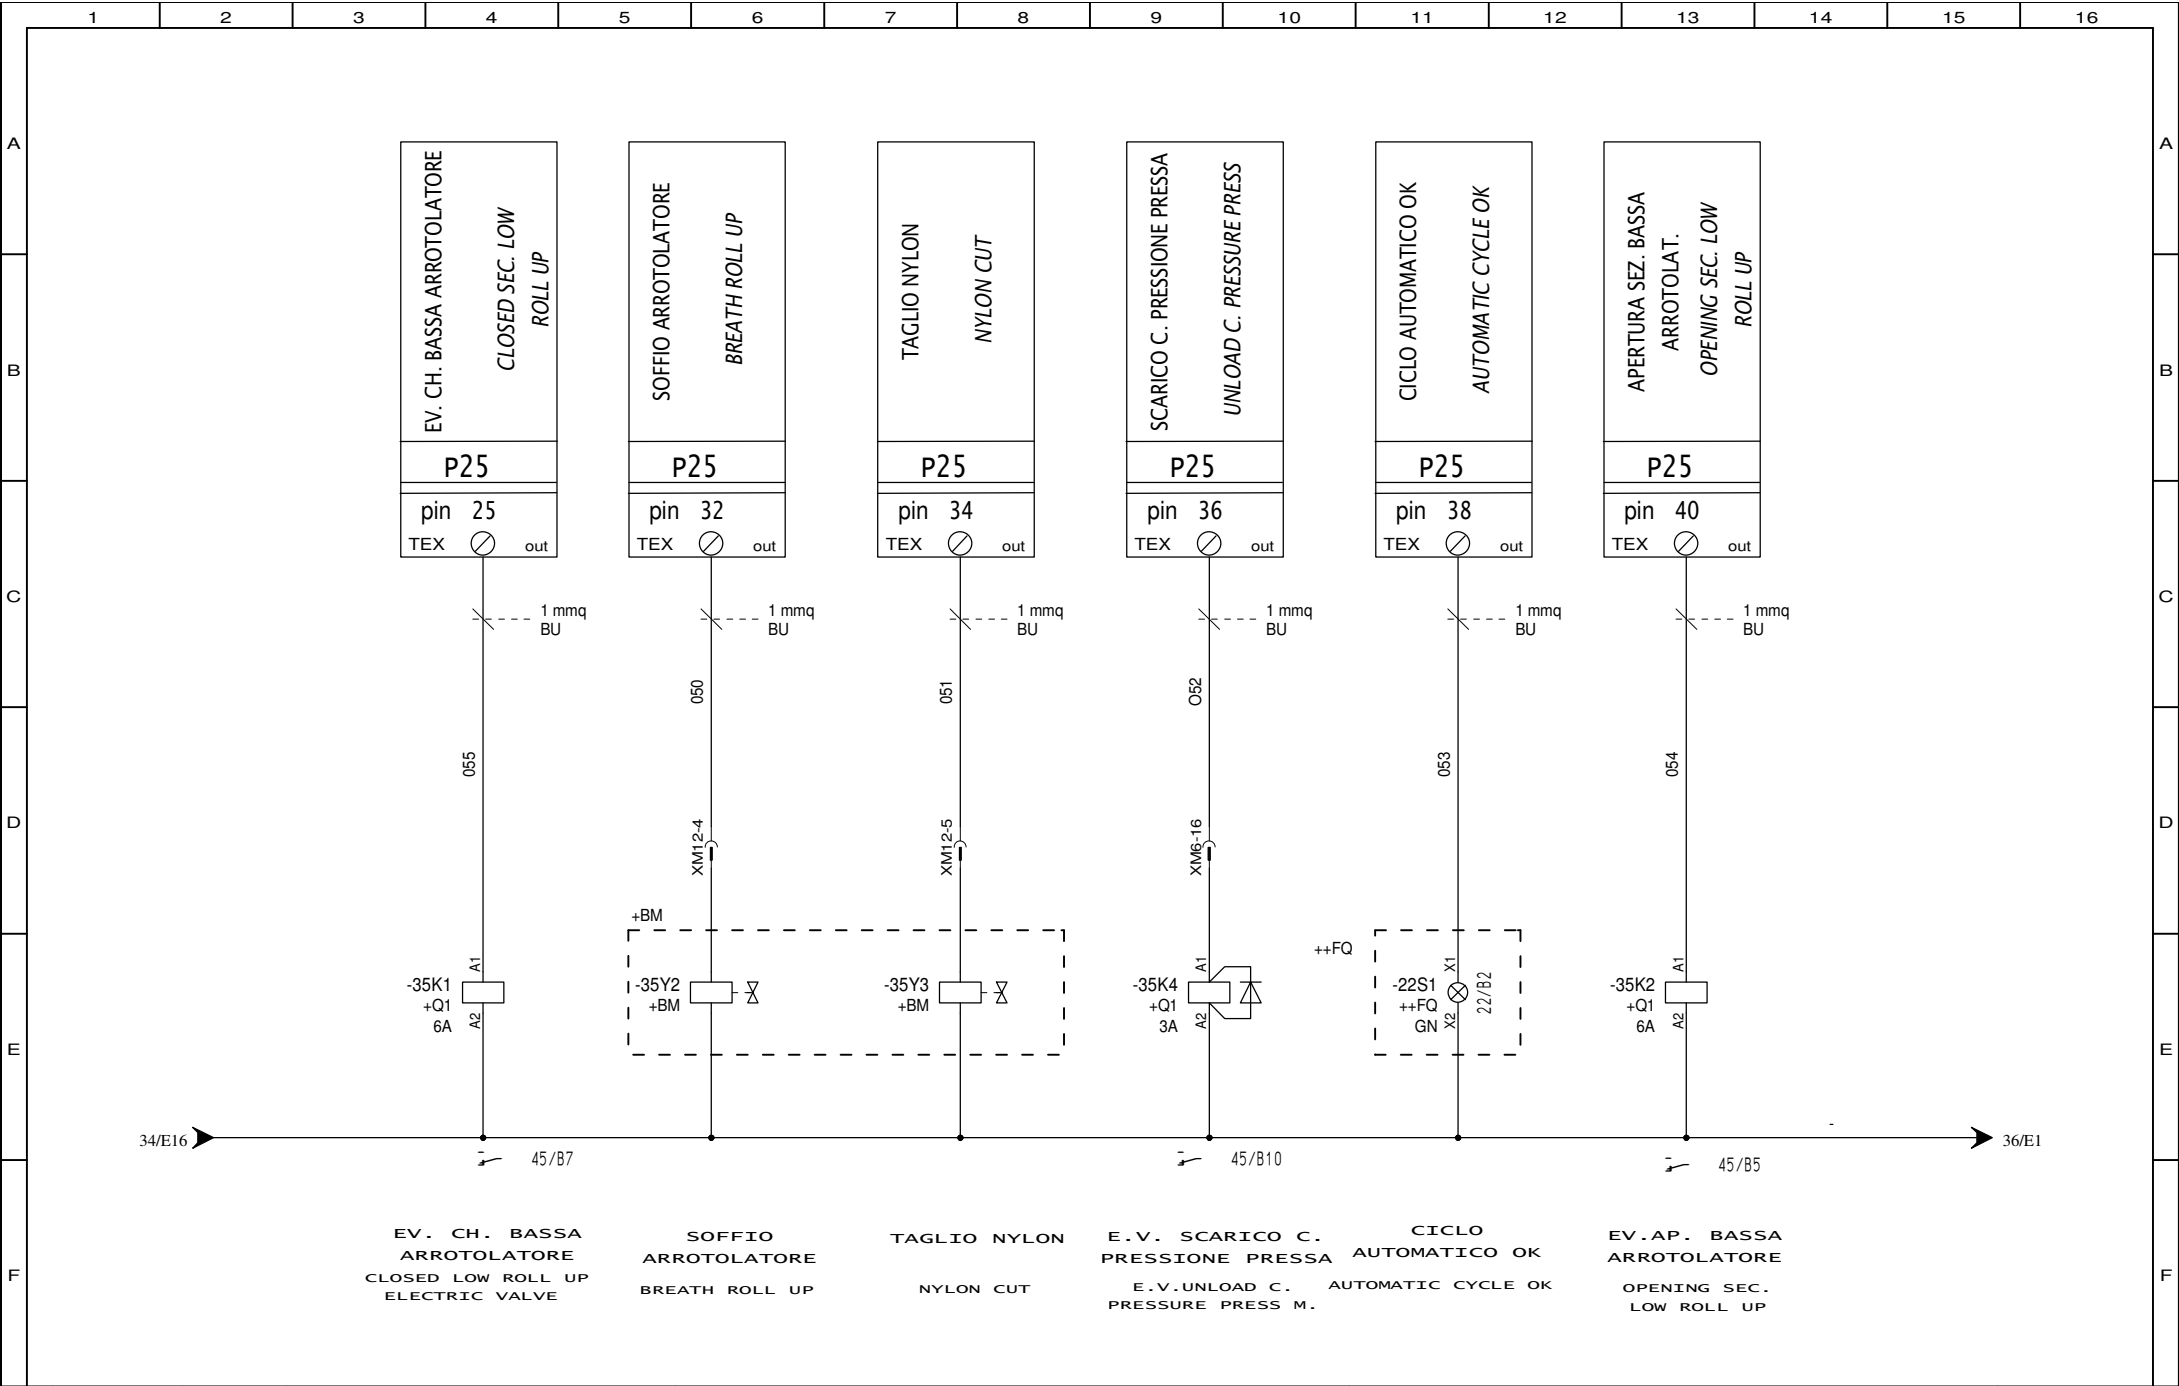 1 2 3 4 5 6 7 8 9 10 11 12 13 14 15 16
A
B
C
D
E
F
A
B
C
D
E
F
EV. CH. BASSA ARROTOLATORE
CLOSED SEC. LOW
ROLL UP
P25
pin 25
TEX out
SOFFIO ARROTOLATORE
BREATH ROLL UP
P25
pin 32
TEX out
TAGLIO NYLON
NYLON CUT
P25
pin 34
TEX out
SCARICO C. PRESSIONE PRESSA
UNLOAD C. PRESSURE PRESS
P25
pin 36
TEX out
CICLO AUTOMATICO OK
AUTOMATIC CYCLE OK
P25
pin 38
TEX out
APERTURA SEZ. BASSA
ARROTOLAT.
OPENING SEC. LOW
ROLL UP
P25
pin 40
TEX out
1 mmq
BU
1 mmq
BU
1 mmq
BU
1 mmq
BU
1 mmq
BU
1 mmq
BU
055
050
051
O52
053
054
XM12-4
XM12-5
XM6-16
+BM
++FQ
-35K1
+Q1
6A
A1
A2
-35Y2
+BM
-35Y3
+BM
-35K4
+Q1
3A
A1
A2
-22S1
++FQ
GN
X1
X2
22/B2
-35K2
+Q1
6A
A1
A2
34/E16
-
36/E1
45/B7
45/B10
45/B5
EV. CH. BASSA
ARROTOLATORE
CLOSED LOW ROLL UP
ELECTRIC VALVE
SOFFIO
ARROTOLATORE
BREATH ROLL UP
TAGLIO NYLON
NYLON CUT
E.V. SCARICO C.
PRESSIONE PRESSA
E.V.UNLOAD C.
PRESSURE PRESS M.
CICLO
AUTOMATICO OK
AUTOMATIC CYCLE OK
EV.AP. BASSA
ARROTOLATORE
OPENING SEC.
LOW ROLL UP